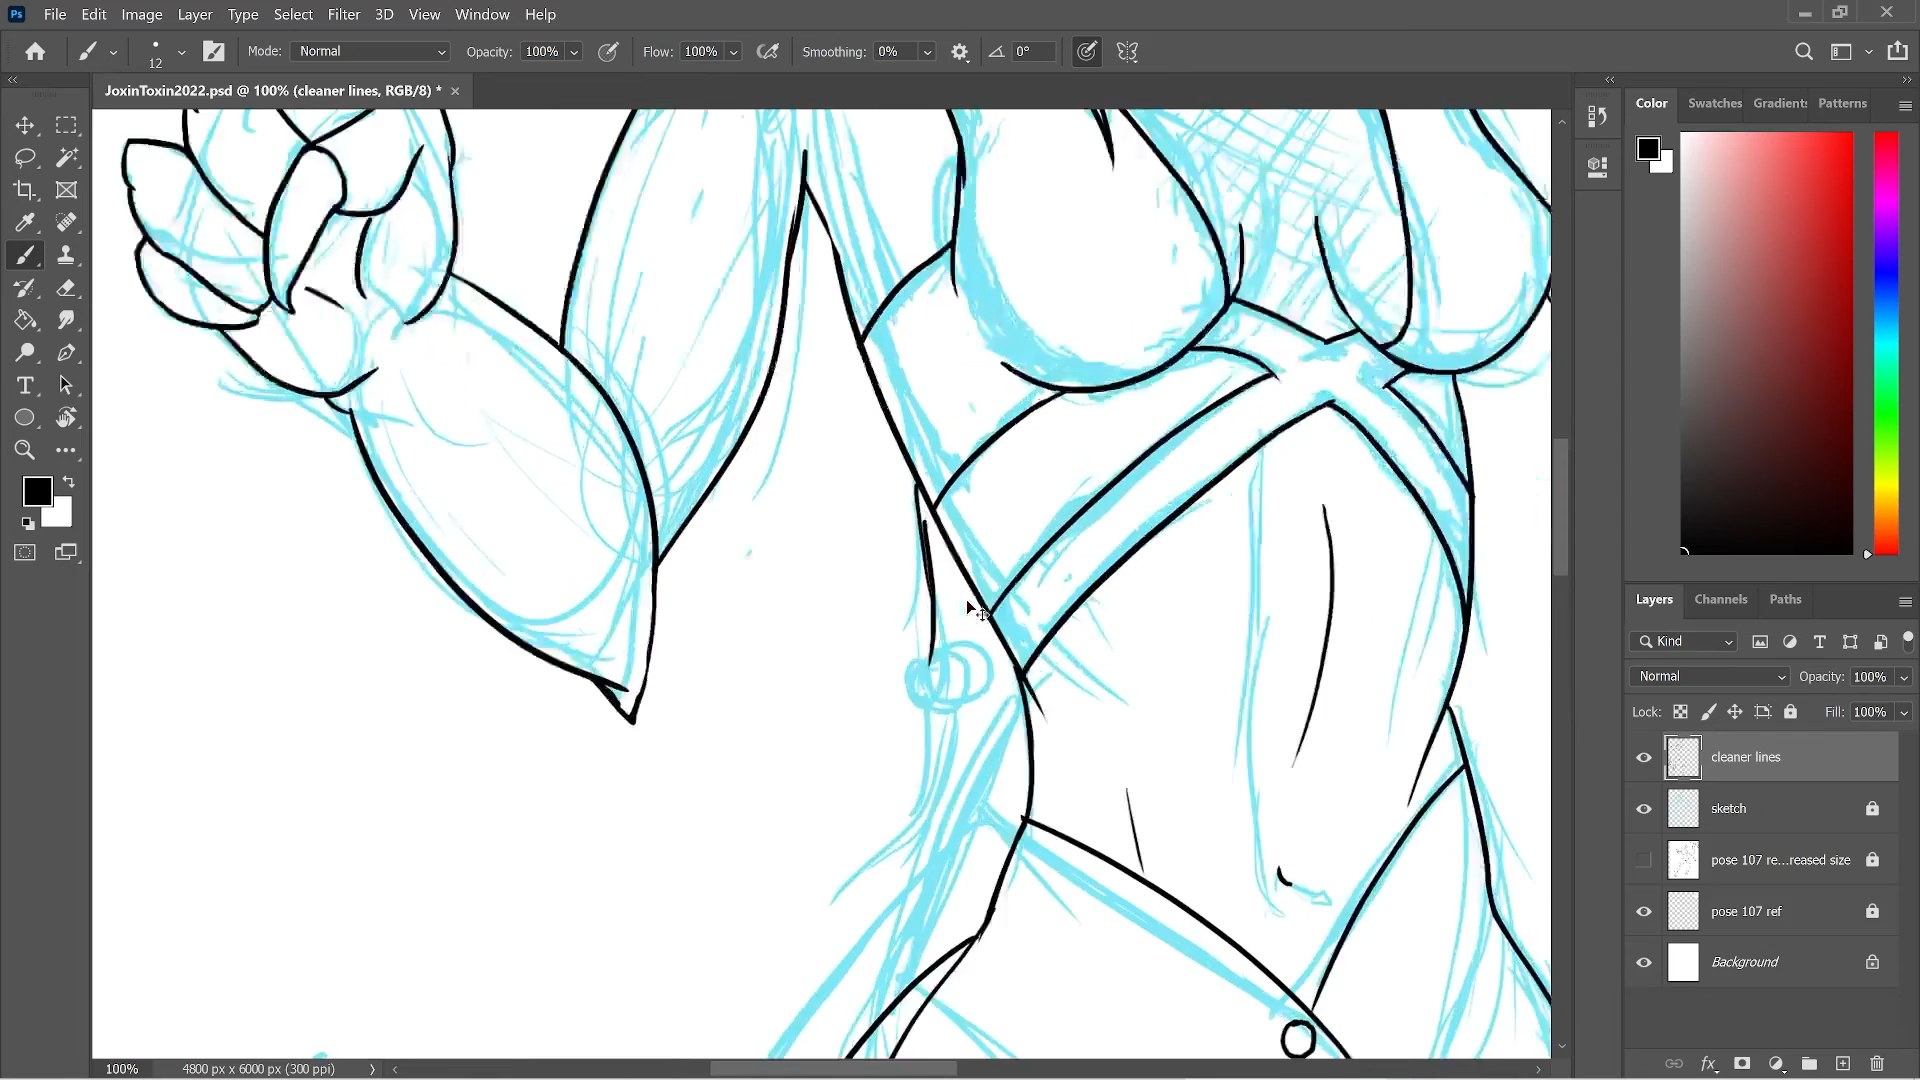 Ps File Edit Image Layer Type Select Filter 3D View Window Help
12 Mode: Normal Opacity: 100% Flow: 100% Smoothing: 0% 0°
JoxinToxin2022.psd @ 100% (cleaner lines, RGB/8) *
Color Swatches Gradients Patterns
Layers Channels Paths
Kind
Normal Opacity: 100%
Lock: Fill: 100%
cleaner lines
sketch
pose 107 re...reased size
pose 107 ref
Background
100% 4800 px x 6000 px (300 ppi)